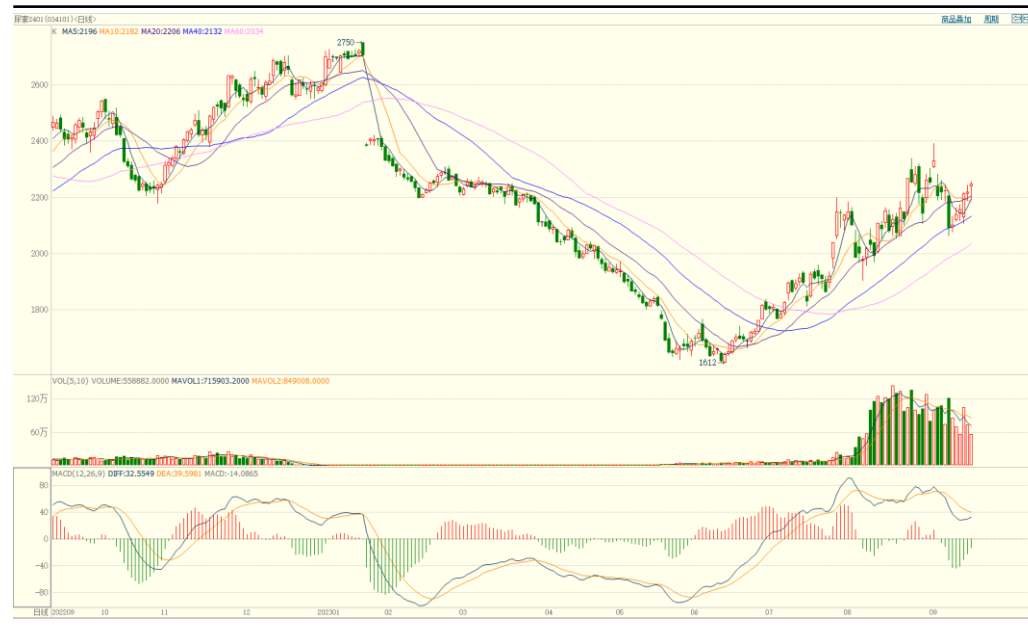 尿素2401(034101)<日线> 商品叠加 周期
K MA5:2196 MA10:2182 MA20:2206 MA40:2132 MA60:2034
2750
2600
2400
2200
2000
1800
1612
VOL(5,10) VOLUME:558882.0000 MAVOL1:715903.2000 MAVOL2:849008.0000
120万
60万
MACD(12,26,9) DIFF:32.5549 DEA:39.5981 MACD:-14.0865
80
40
0
-40
-80
日线 202209 10 11 12 202301 02 03 04 05 06 07 08 09